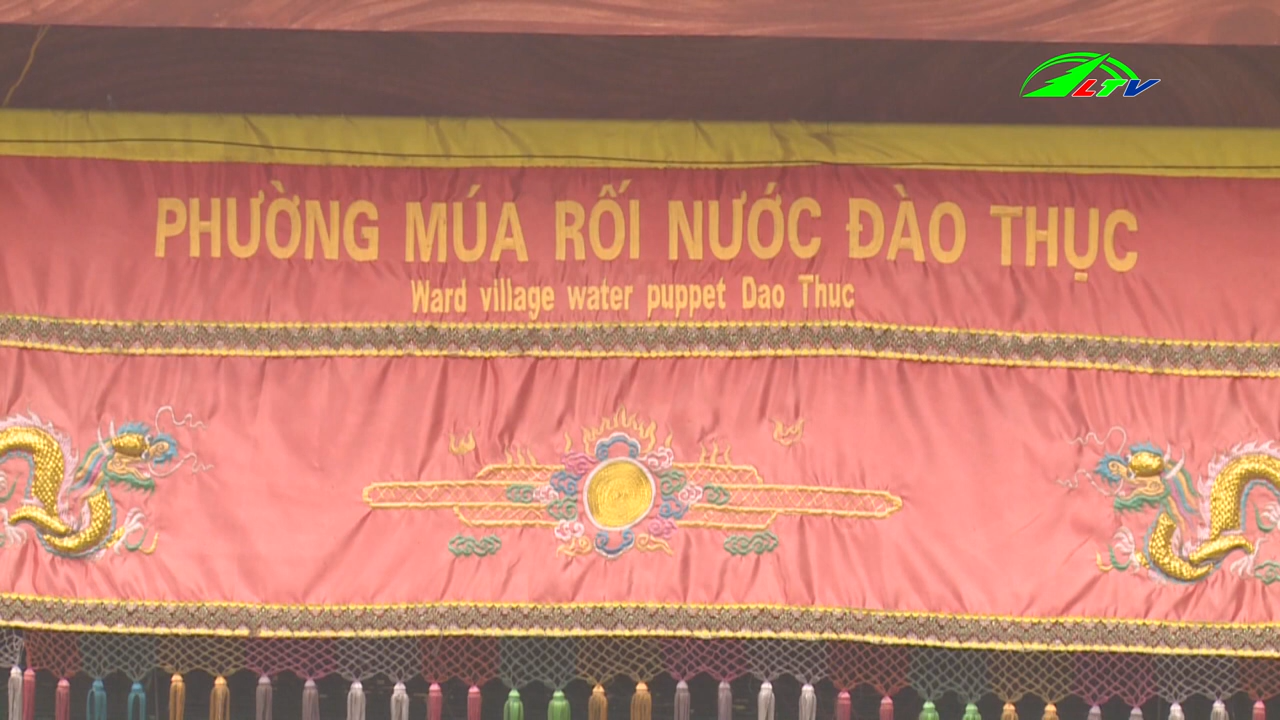 LTV
PHƯỜNG MÚA RỐI NƯỚC ĐÀO THỤC
Ward village water puppet Dao Thuc